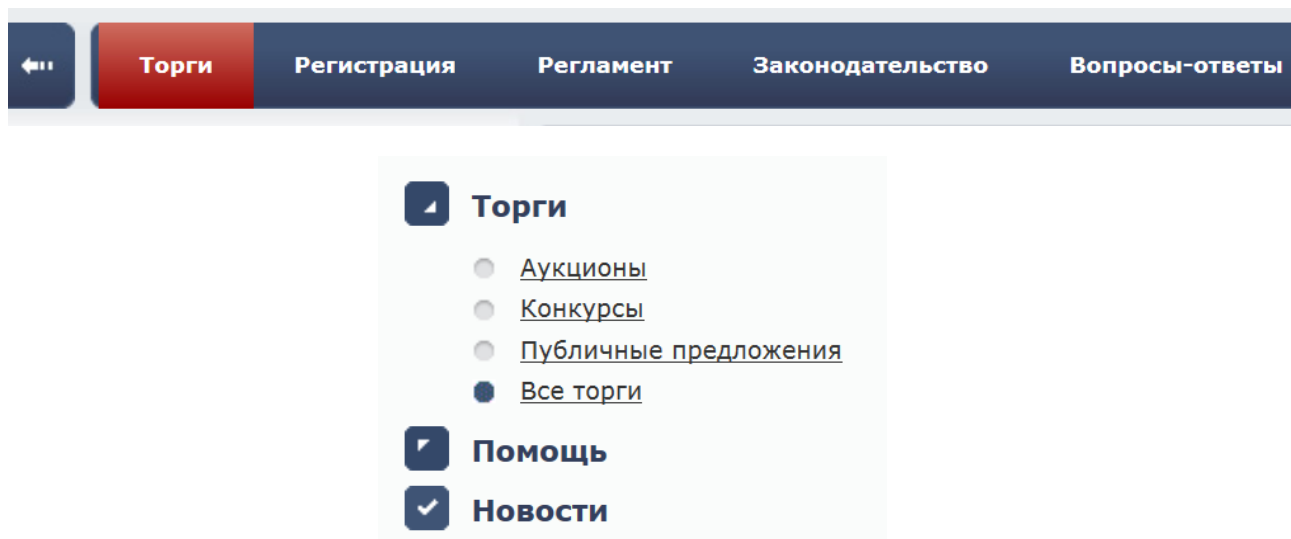 Торги Регистрация Регламент Законодательство Вопросы-ответы
Торги
Аукционы
Конкурсы
Публичные предложения
Все торги
Помощь
Новости